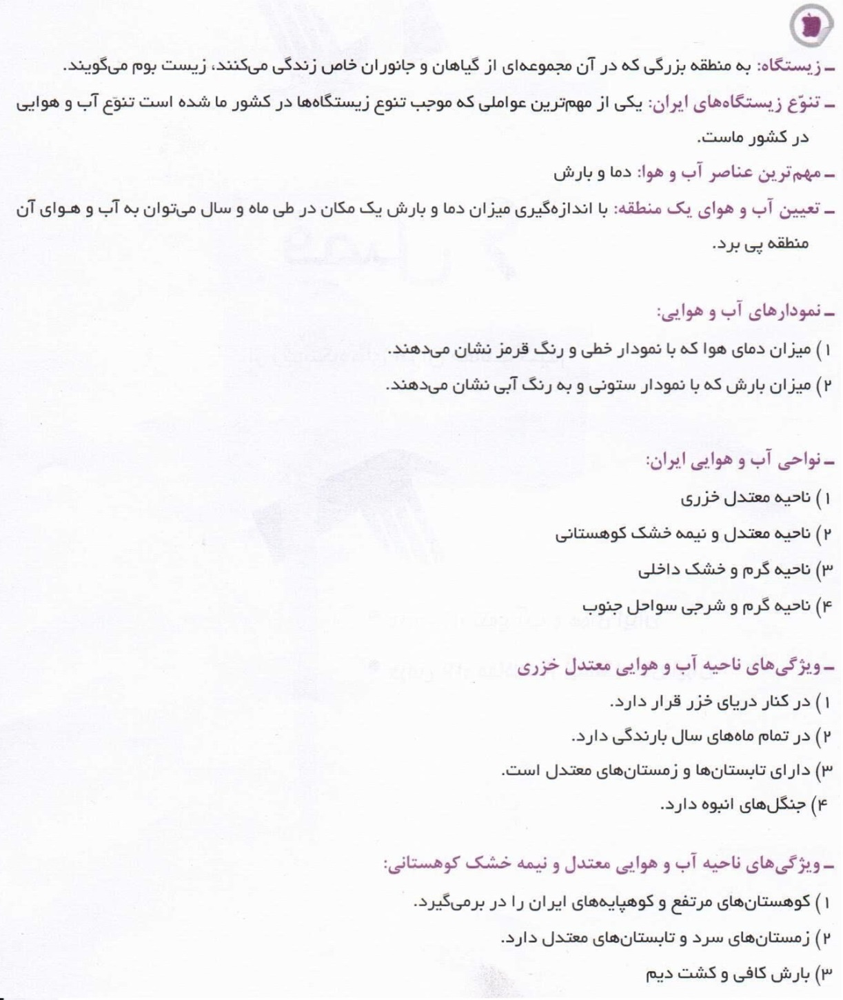 ـ زیستگاه: به منطقه بزرگی که در آن مجموعه‌ای از گیاهان و جانوران خاص زندگی می‌کنند، زیست بوم می‌گویند.
ـ تنوّع زیستگاه‌های ایران: یکی از مهم‌ترین عواملی که موجب تنوع زیستگاه‌ها در کشور ما شده است تنوّع آب و هوایی
در کشور ماست.
ـ مهم‌ترین عناصر آب و هوا: دما و بارش
ـ تعیین آب و هوای یک منطقه: با اندازه‌گیری میزان دما و بارش یک مکان در طی ماه و سال می‌توان به آب و هـوای آن
منطقه پی برد.
ـ نمودارهای آب و هوایی:
۱) میزان دمای هوا که با نمودار خطی و رنگ قرمز نشان می‌دهند.
۲) میزان بارش که با نمودار ستونی و به رنگ آبی نشان می‌دهند.
ـ نواحی آب و هوایی ایران:
۱) ناحیه معتدل خزری
۲) ناحیه معتدل و نیمه خشک کوهستانی
۳) ناحیه گرم و خشک داخلی
۴) ناحیه گرم و شرجی سواحل جنوب
ـ ویژگی‌های ناحیه آب و هوایی معتدل خزری
۱) در کنار دریای خزر قرار دارد.
۲) در تمام ماه‌های سال بارندگی دارد.
۳) دارای تابستان‌ها و زمستان‌های معتدل است.
۴) جنگل‌های انبوه دارد.
ـ ویژگی‌های ناحیه آب و هوایی معتدل و نیمه خشک کوهستانی:
۱) کوهستان‌های مرتفع و کوهپایه‌های ایران را در برمی‌گیرد.
۲) زمستان‌های سرد و تابستان‌های معتدل دارد.
۳) بارش کافی و کشت دیم